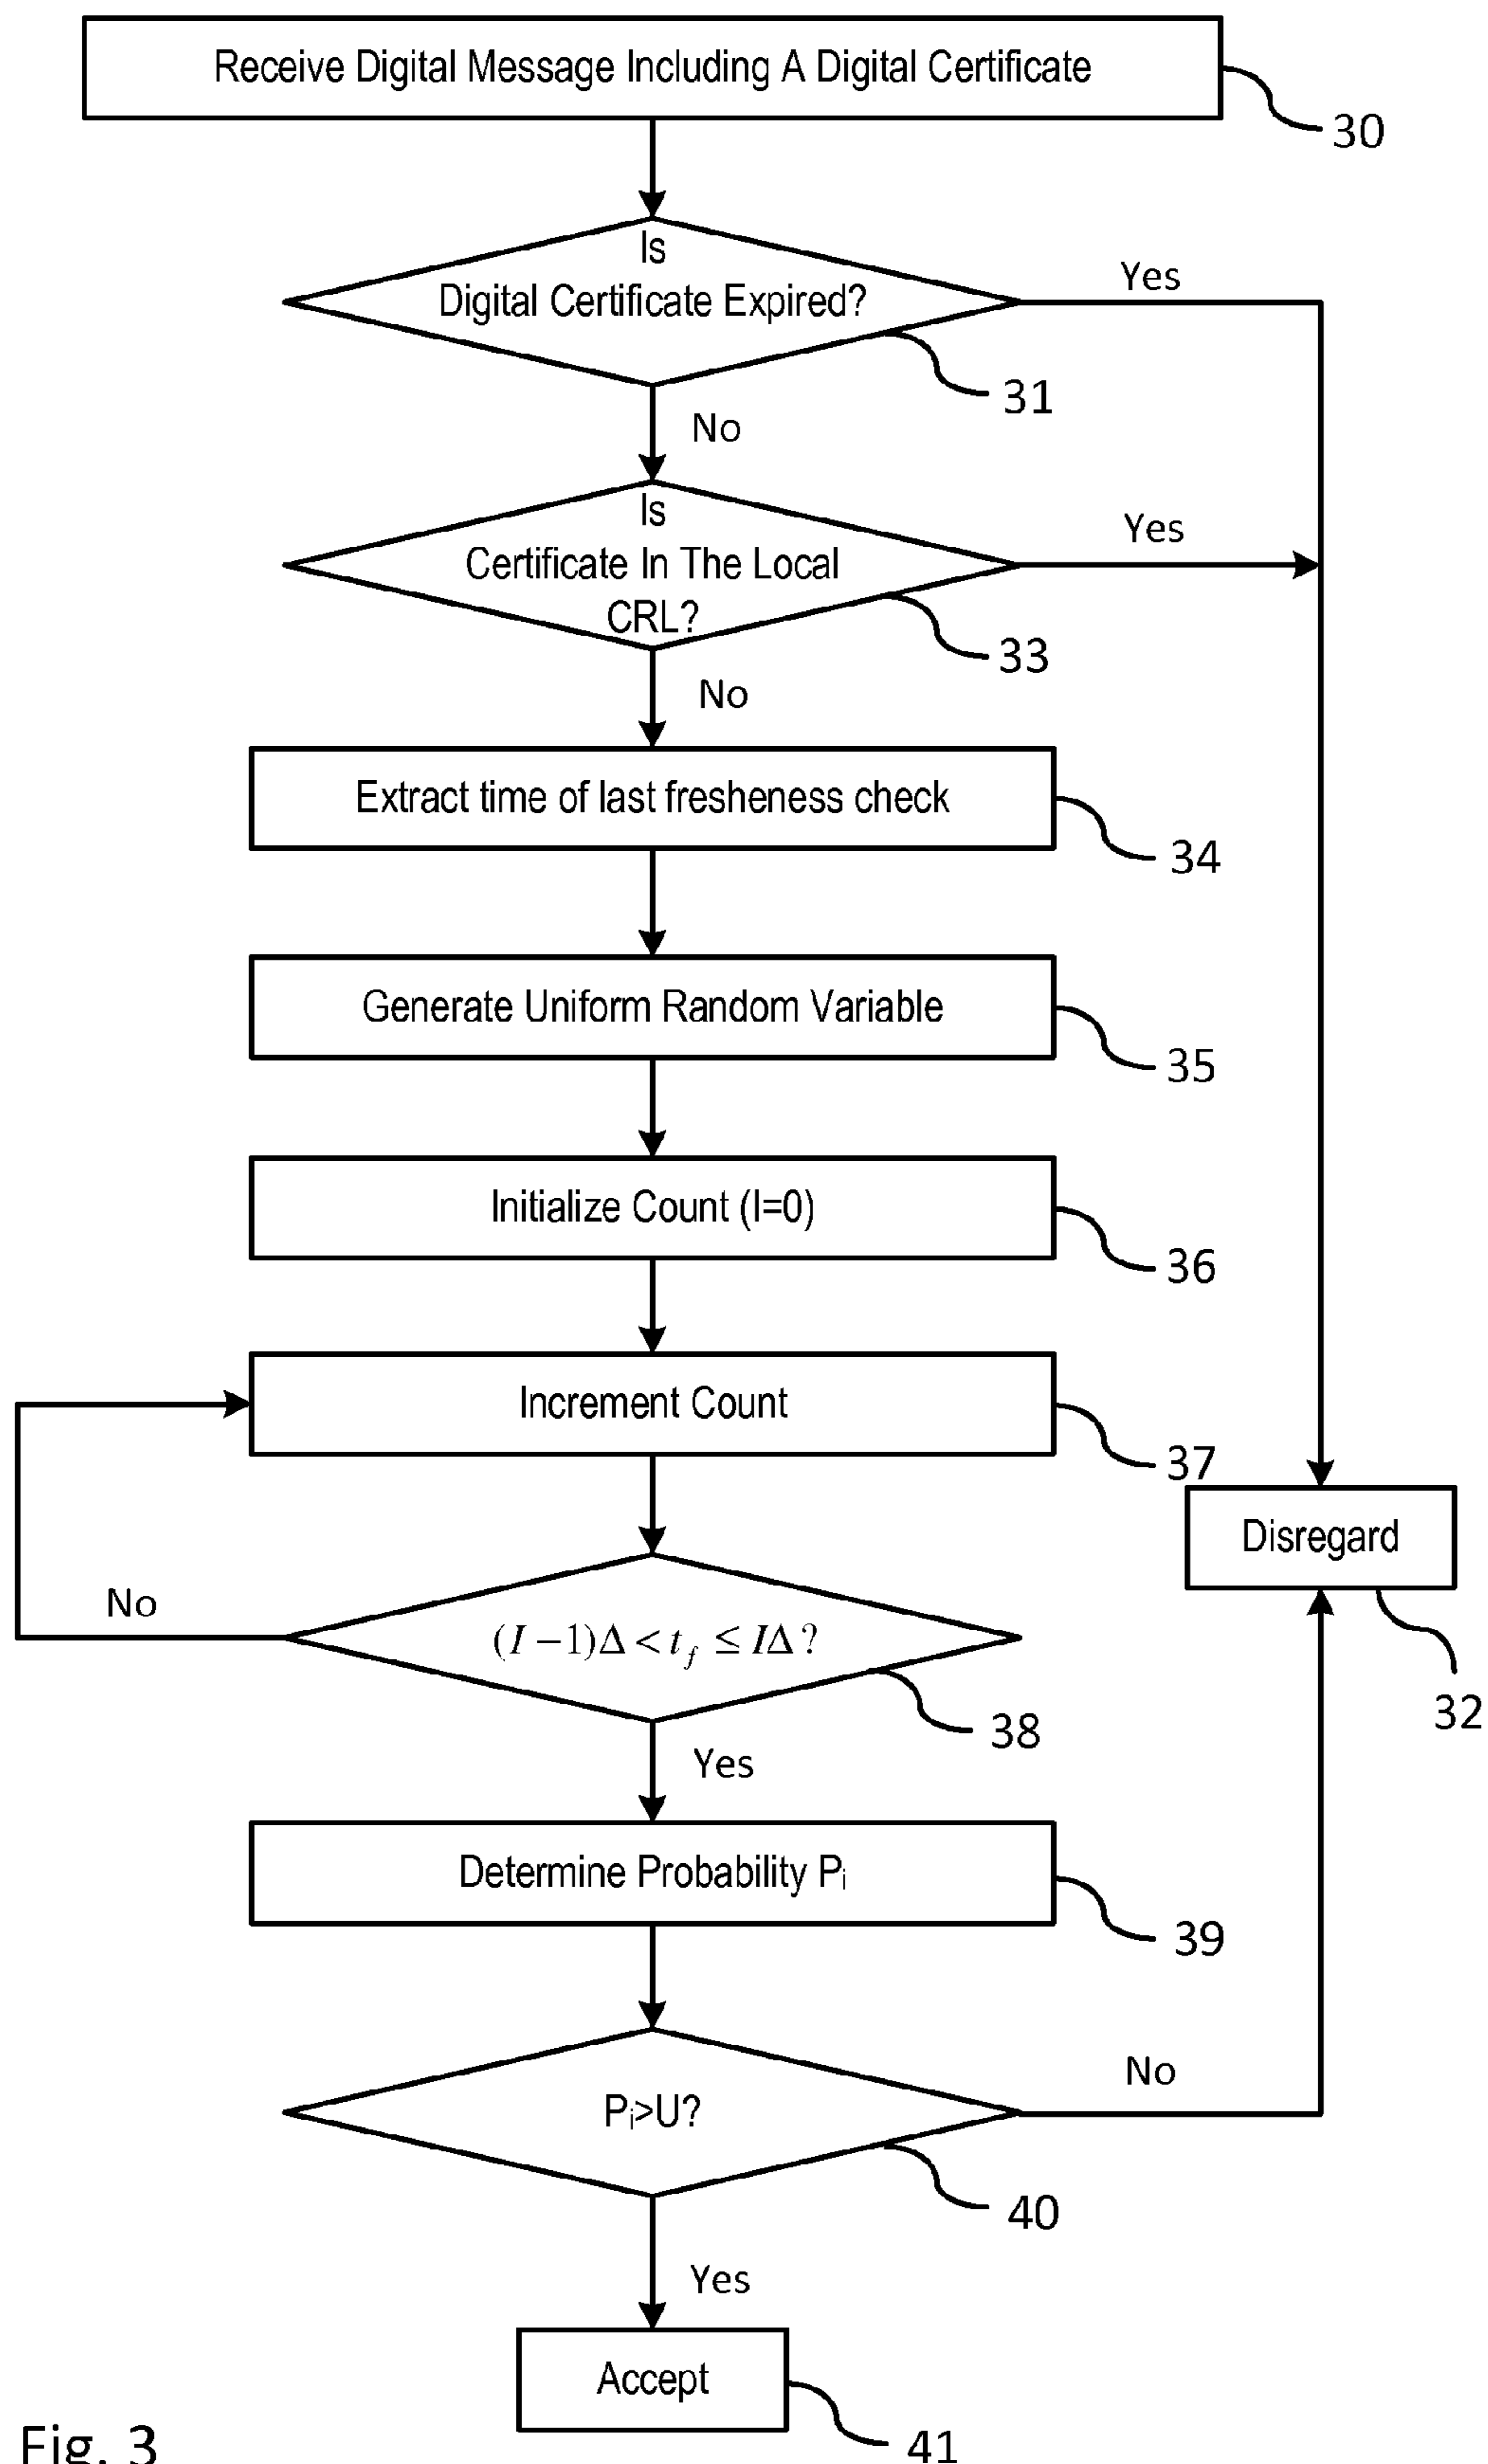 Receive Digital Message Including A Digital Certificate
30
Is
Digital Certificate Expired?
Yes
31
No
Is
Certificate In The Local
CRL?
Yes
33
No
Extract time of last fresheness check
34
Generate Uniform Random Variable
35
Initialize Count (I=0)
36
Increment Count
37
Disregard
32
No
(I−1)Δ < t_f ≤ IΔ?
38
Yes
Determine Probability Pᵢ
39
Pᵢ>U?
No
40
Yes
Accept
41
Fig. 3